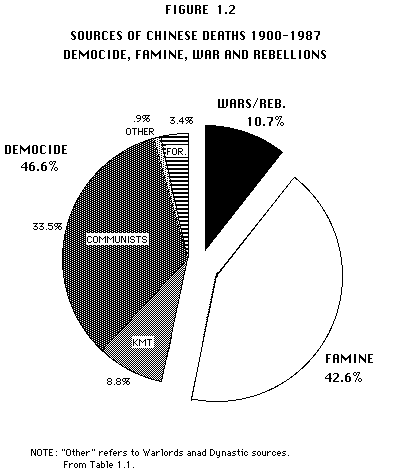 FIGURE 1.2
SOURCES OF CHINESE DEATHS 1900-1987
DEMOCIDE, FAMINE, WAR AND REBELLIONS
WARS/REB.
10.7%
.9%
OTHER
3.4%
FOR.
DEMOCIDE
46.6%
33.5%
COMMUNISTS
KMT
8.8%
FAMINE
42.6%
NOTE: "Other" refers to Warlords anad Dynastic sources.
From Table 1.1.